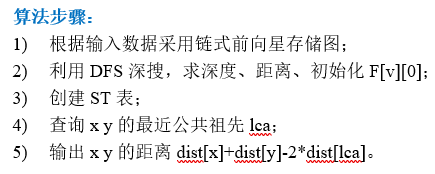 算法步骤：
1) 根据输入数据采用链式前向星存储图；
2) 利用 DFS 深搜，求深度、距离、初始化 F[v][0]；
3) 创建 ST 表；
4) 查询 x y 的最近公共祖先 lca；
5) 输出 x y 的距离 dist[x]+dist[y]-2*dist[lca]。